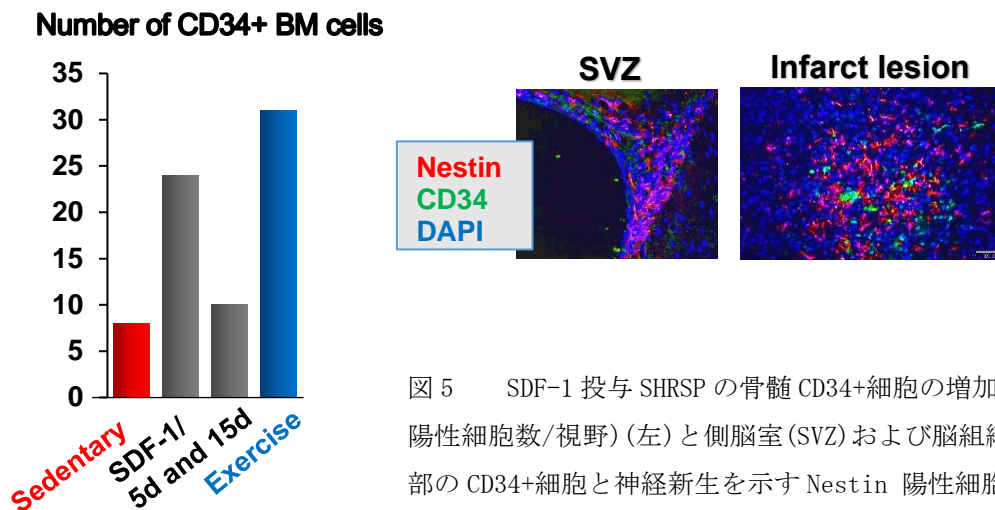 Number of CD34+ BM cells
35
30
25
20
15
10
5
0
Sedentary
SDF-1/
5d and 15d
Exercise
SVZ
Infarct lesion
Nestin
CD34
DAPI
図5 SDF-1 投与 SHRSP の骨髄 CD34+細胞の増加
陽性細胞数/視野)(左)と側脳室(SVZ)および脳組
部の CD34+細胞と神経新生を示す Nestin 陽性細胞